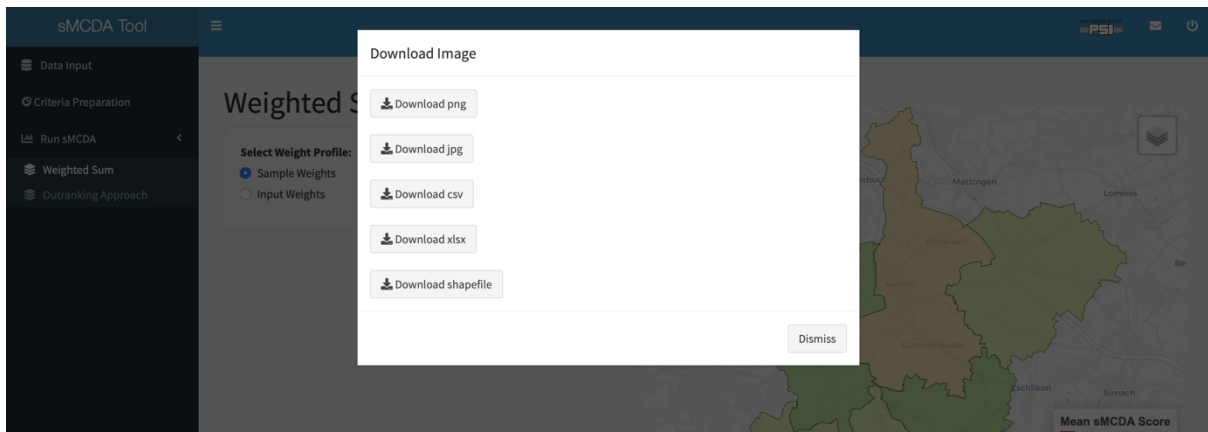 sMCDA Tool
PSI
Data Input
Criteria Preparation
Run sMCDA
Weighted Sum
Outranking Approach
Weighted S
Select Weight Profile:
Sample Weights
Input Weights
Download Image
Download png
Download jpg
Download csv
Download xlsx
Download shapefile
Dismiss
Matzingen
Lommis
Wittenwil
Be
Aadorf
Eschlikon
Sirnach
Mean sMCDA Score